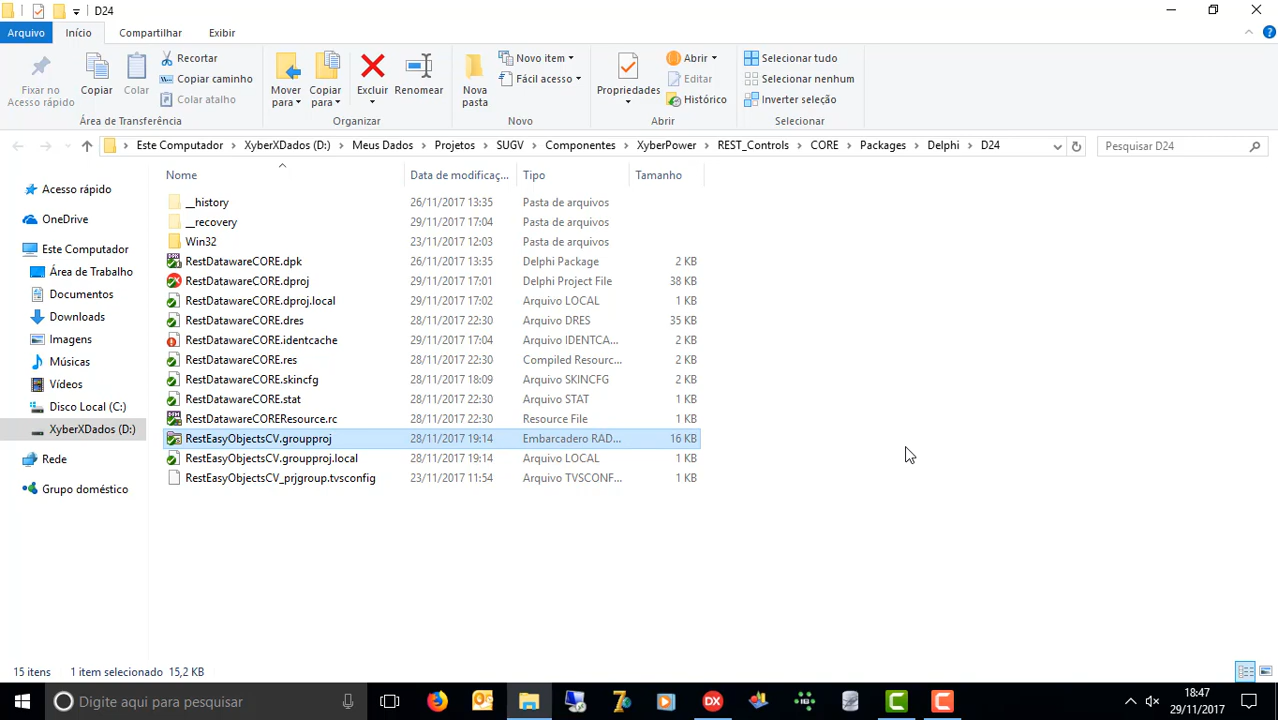 D24
Arquivo Início Compartilhar Exibir
Fixar no Acesso rápido
Copiar
Colar
Recortar
Copiar caminho
Colar atalho
Área de Transferência
Mover para
Copiar para
Excluir
Renomear
Organizar
Nova pasta
Novo item
Fácil acesso
Novo
Propriedades
Abrir
Editar
Histórico
Abrir
Selecionar tudo
Selecionar nenhum
Inverter seleção
Selecionar
Este Computador > XyberXDados (D:) > Meus Dados > Projetos > SUGV > Componentes > XyberPower > REST_Controls > CORE > Packages > Delphi > D24
Pesquisar D24
Acesso rápido
OneDrive
Este Computador
Área de Trabalho
Documentos
Downloads
Imagens
Músicas
Vídeos
Disco Local (C:)
XyberXDados (D:)
Rede
Grupo doméstico
Nome Data de modificaç... Tipo Tamanho
__history 26/11/2017 13:35 Pasta de arquivos
__recovery 29/11/2017 17:04 Pasta de arquivos
Win32 23/11/2017 12:03 Pasta de arquivos
RestDatawareCORE.dpk 26/11/2017 13:35 Delphi Package 2 KB
RestDatawareCORE.dproj 29/11/2017 17:01 Delphi Project File 38 KB
RestDatawareCORE.dproj.local 29/11/2017 17:02 Arquivo LOCAL 1 KB
RestDatawareCORE.dres 28/11/2017 22:30 Arquivo DRES 35 KB
RestDatawareCORE.identcache 29/11/2017 17:04 Arquivo IDENTCA... 2 KB
RestDatawareCORE.res 28/11/2017 22:30 Compiled Resourc... 2 KB
RestDatawareCORE.skincfg 28/11/2017 18:09 Arquivo SKINCFG 2 KB
RestDatawareCORE.stat 28/11/2017 22:30 Arquivo STAT 1 KB
RestDatawareCOREResource.rc 28/11/2017 22:30 Resource File 1 KB
RestEasyObjectsCV.groupproj 28/11/2017 19:14 Embarcadero RAD... 16 KB
RestEasyObjectsCV.groupproj.local 28/11/2017 19:14 Arquivo LOCAL 1 KB
RestEasyObjectsCV_prjgroup.tvsconfig 23/11/2017 11:54 Arquivo TVSCONF... 1 KB
15 itens 1 item selecionado 15,2 KB
Digite aqui para pesquisar
18:47
29/11/2017